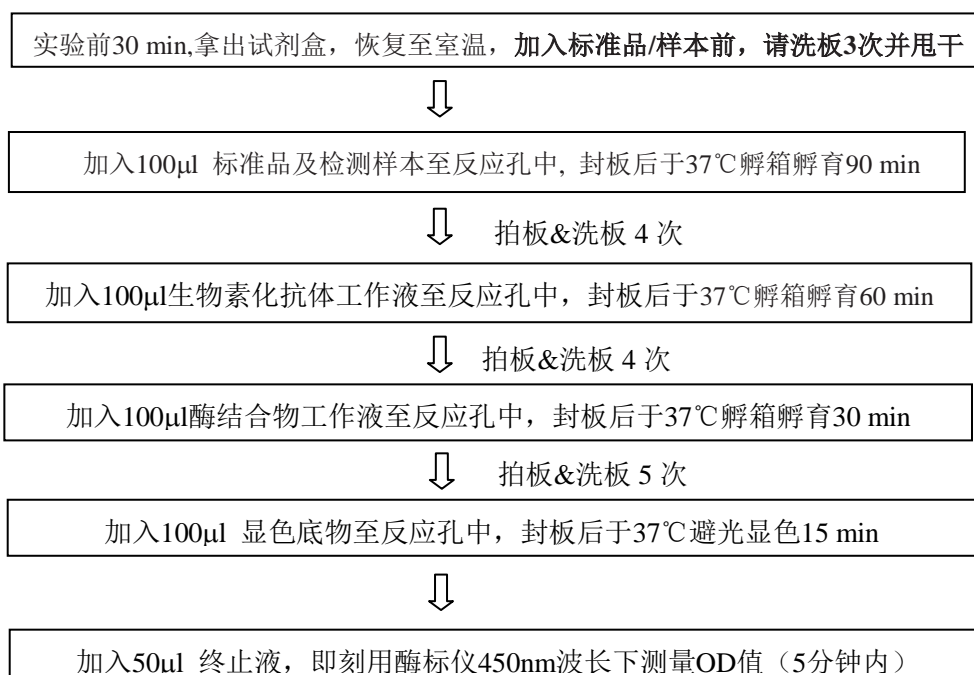 实验前30 min,拿出试剂盒，恢复至室温，加入标准品/样本前，请洗板3次并甩干
加入100μl 标准品及检测样本至反应孔中, 封板后于37℃孵箱孵育90 min
拍板&洗板 4 次
加入100μl生物素化抗体工作液至反应孔中，封板后于37℃孵箱孵育60 min
拍板&洗板 4 次
加入100μl酶结合物工作液至反应孔中，封板后于37℃孵箱孵育30 min
拍板&洗板 5 次
加入100μl 显色底物至反应孔中，封板后于37℃避光显色15 min
加入50μl 终止液，即刻用酶标仪450nm波长下测量OD值（5分钟内）